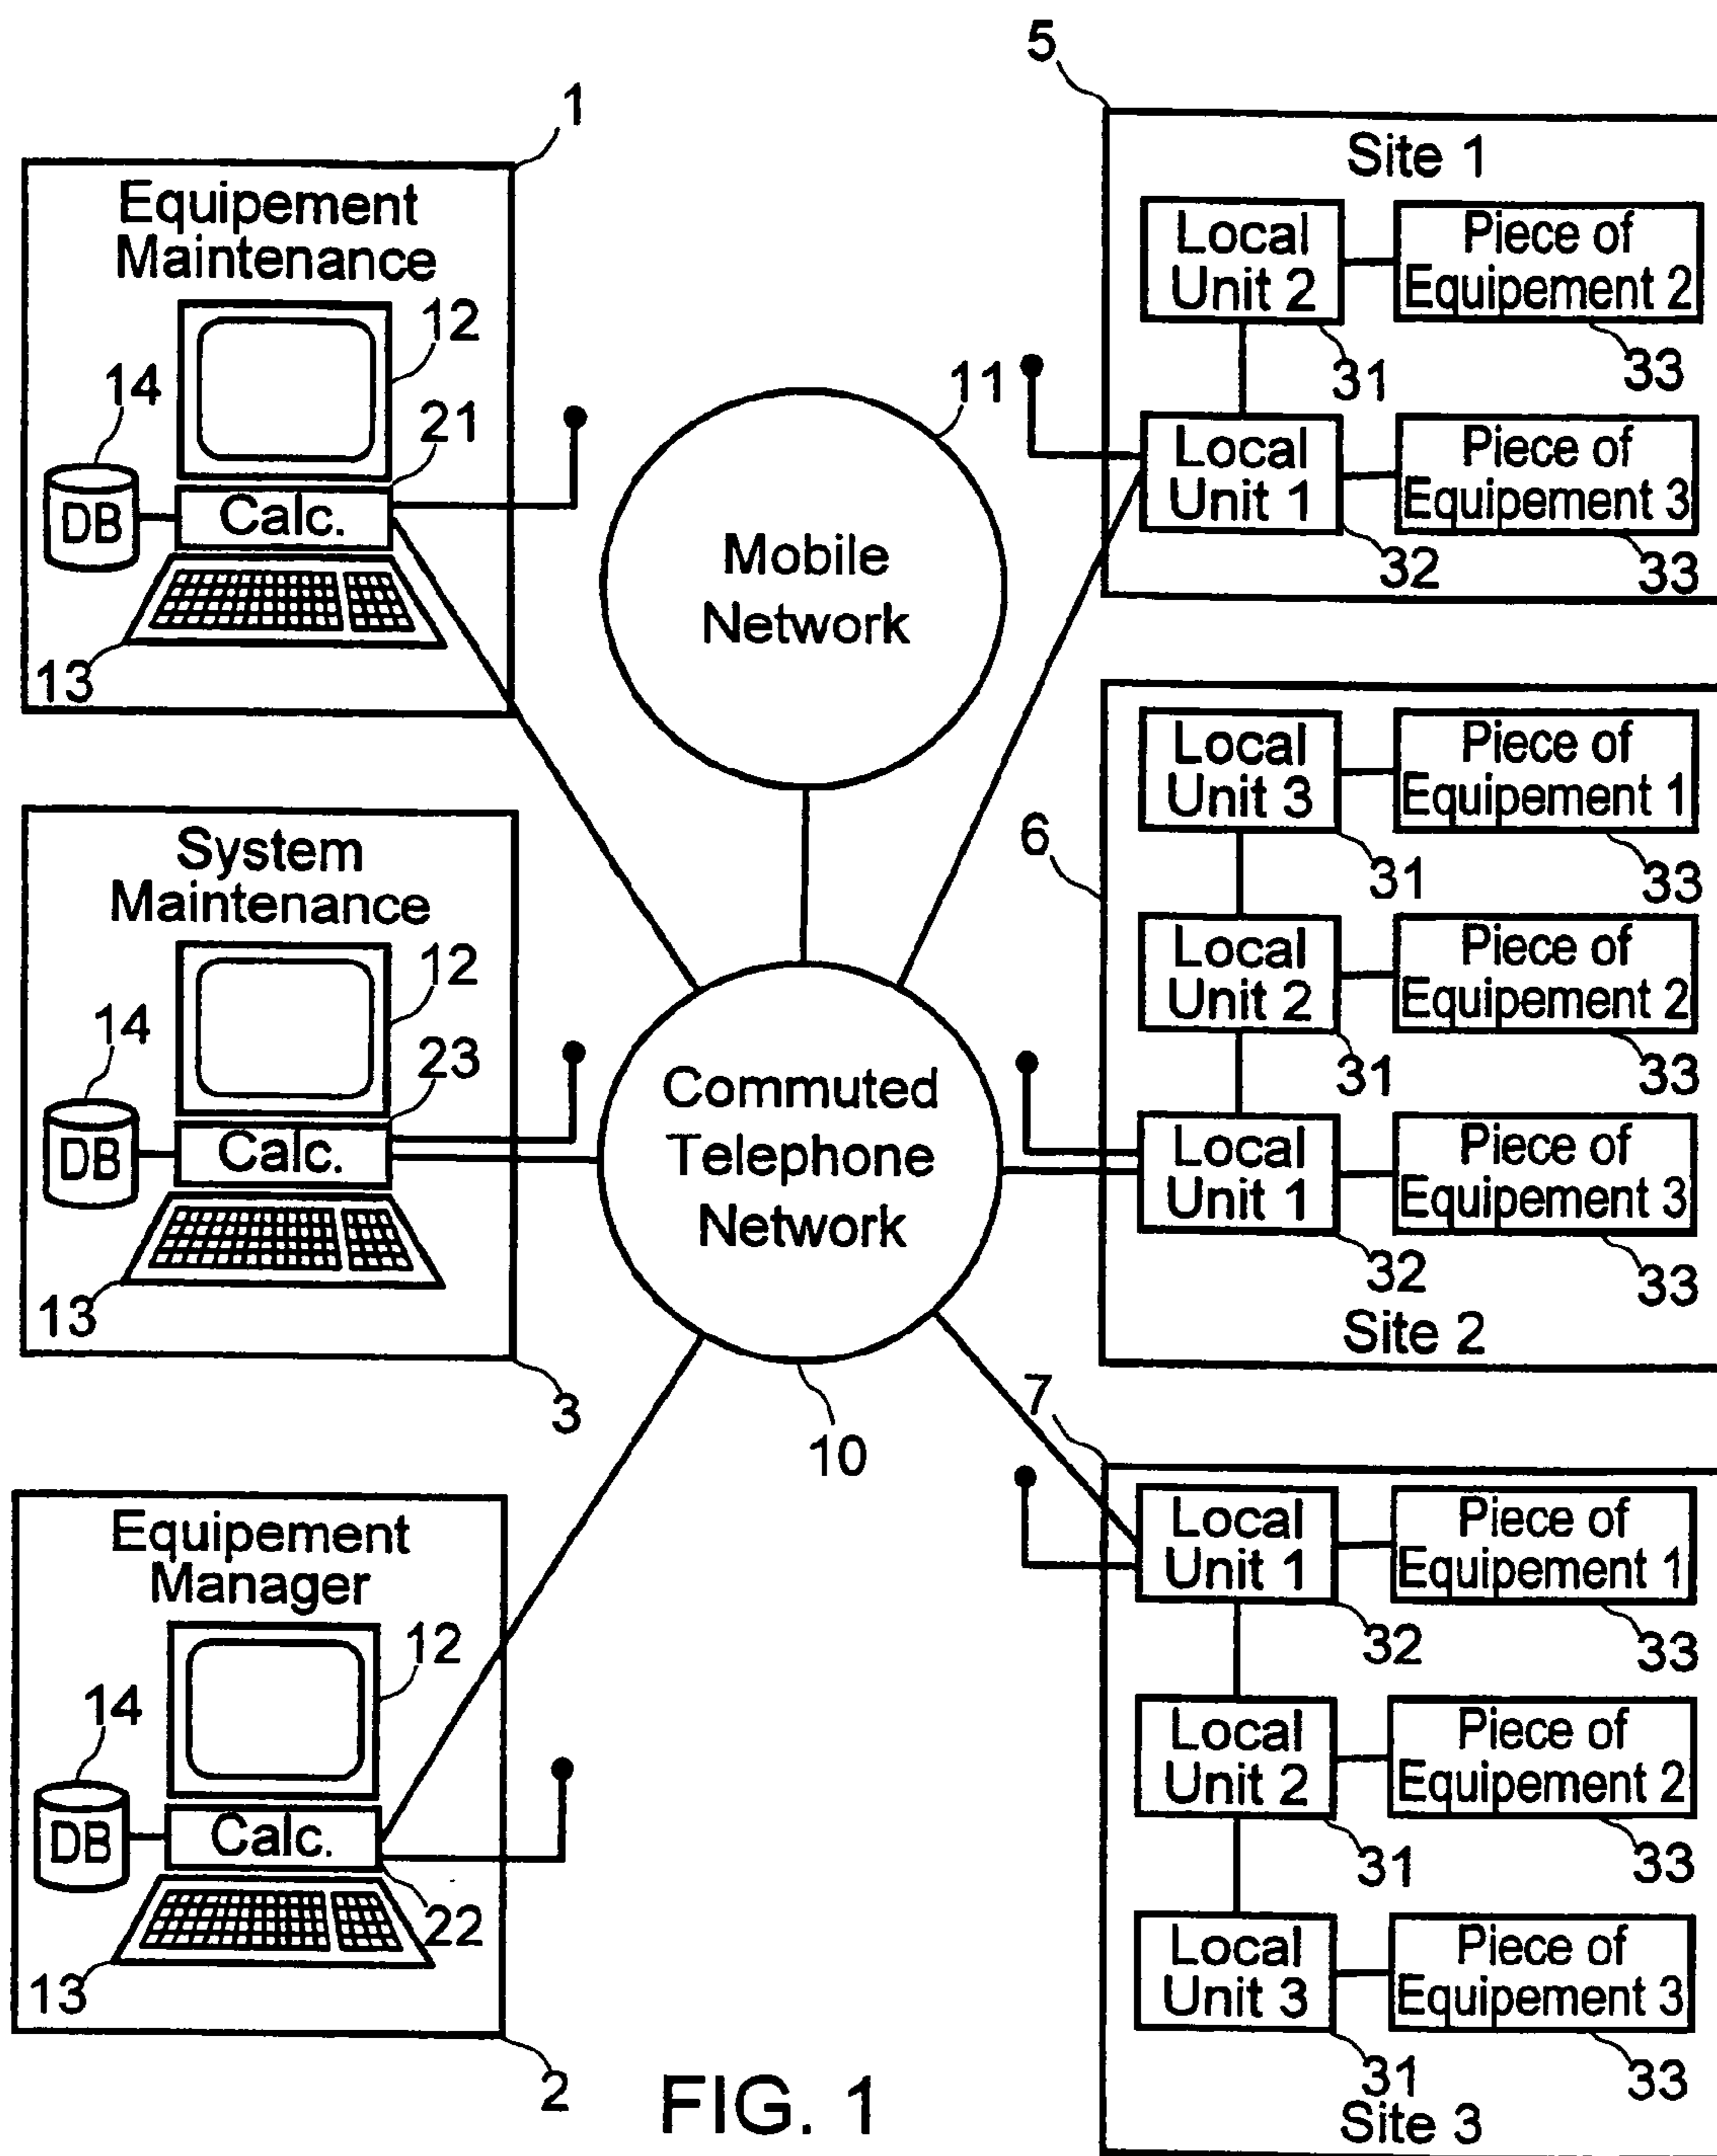 1
Equipement
Maintenance
12
14
21
DB
Calc.
13
System
Maintenance
12
14
23
DB
Calc.
13
3
Equipement
Manager
12
14
DB
Calc.
22
13
2
11
Mobile
Network
Commuted
Telephone
Network
10
5
Site 1
Local
Unit 2
Piece of
Equipement 2
31
33
Local
Unit 1
Piece of
Equipement 3
32
33
6
Local
Unit 3
Piece of
Equipement 1
31
33
Local
Unit 2
Piece of
Equipement 2
31
33
Local
Unit 1
Piece of
Equipement 3
32
33
Site 2
7
Local
Unit 1
Piece of
Equipement 1
32
33
Local
Unit 2
Piece of
Equipement 2
31
33
Local
Unit 3
Piece of
Equipement 3
31
33
Site 3
FIG. 1